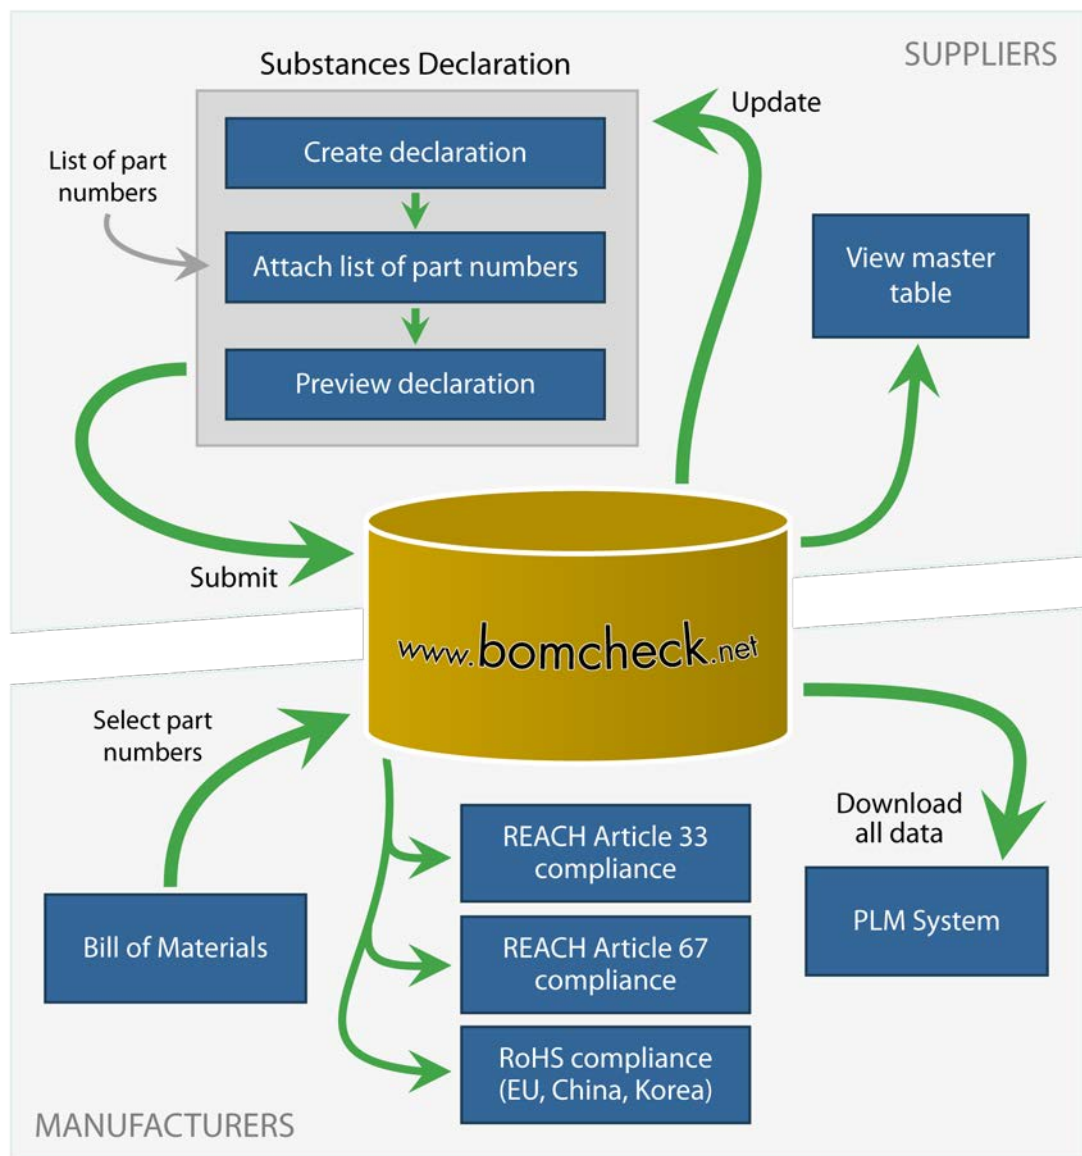 SUPPLIERS
Substances Declaration
Update
Create declaration
List of part
numbers
Attach list of part numbers
View master
table
Preview declaration
Submit
www.bomcheck.net
Select part
numbers
Download
all data
REACH Article 33
compliance
Bill of Materials
PLM System
REACH Article 67
compliance
RoHS compliance
(EU, China, Korea)
MANUFACTURERS